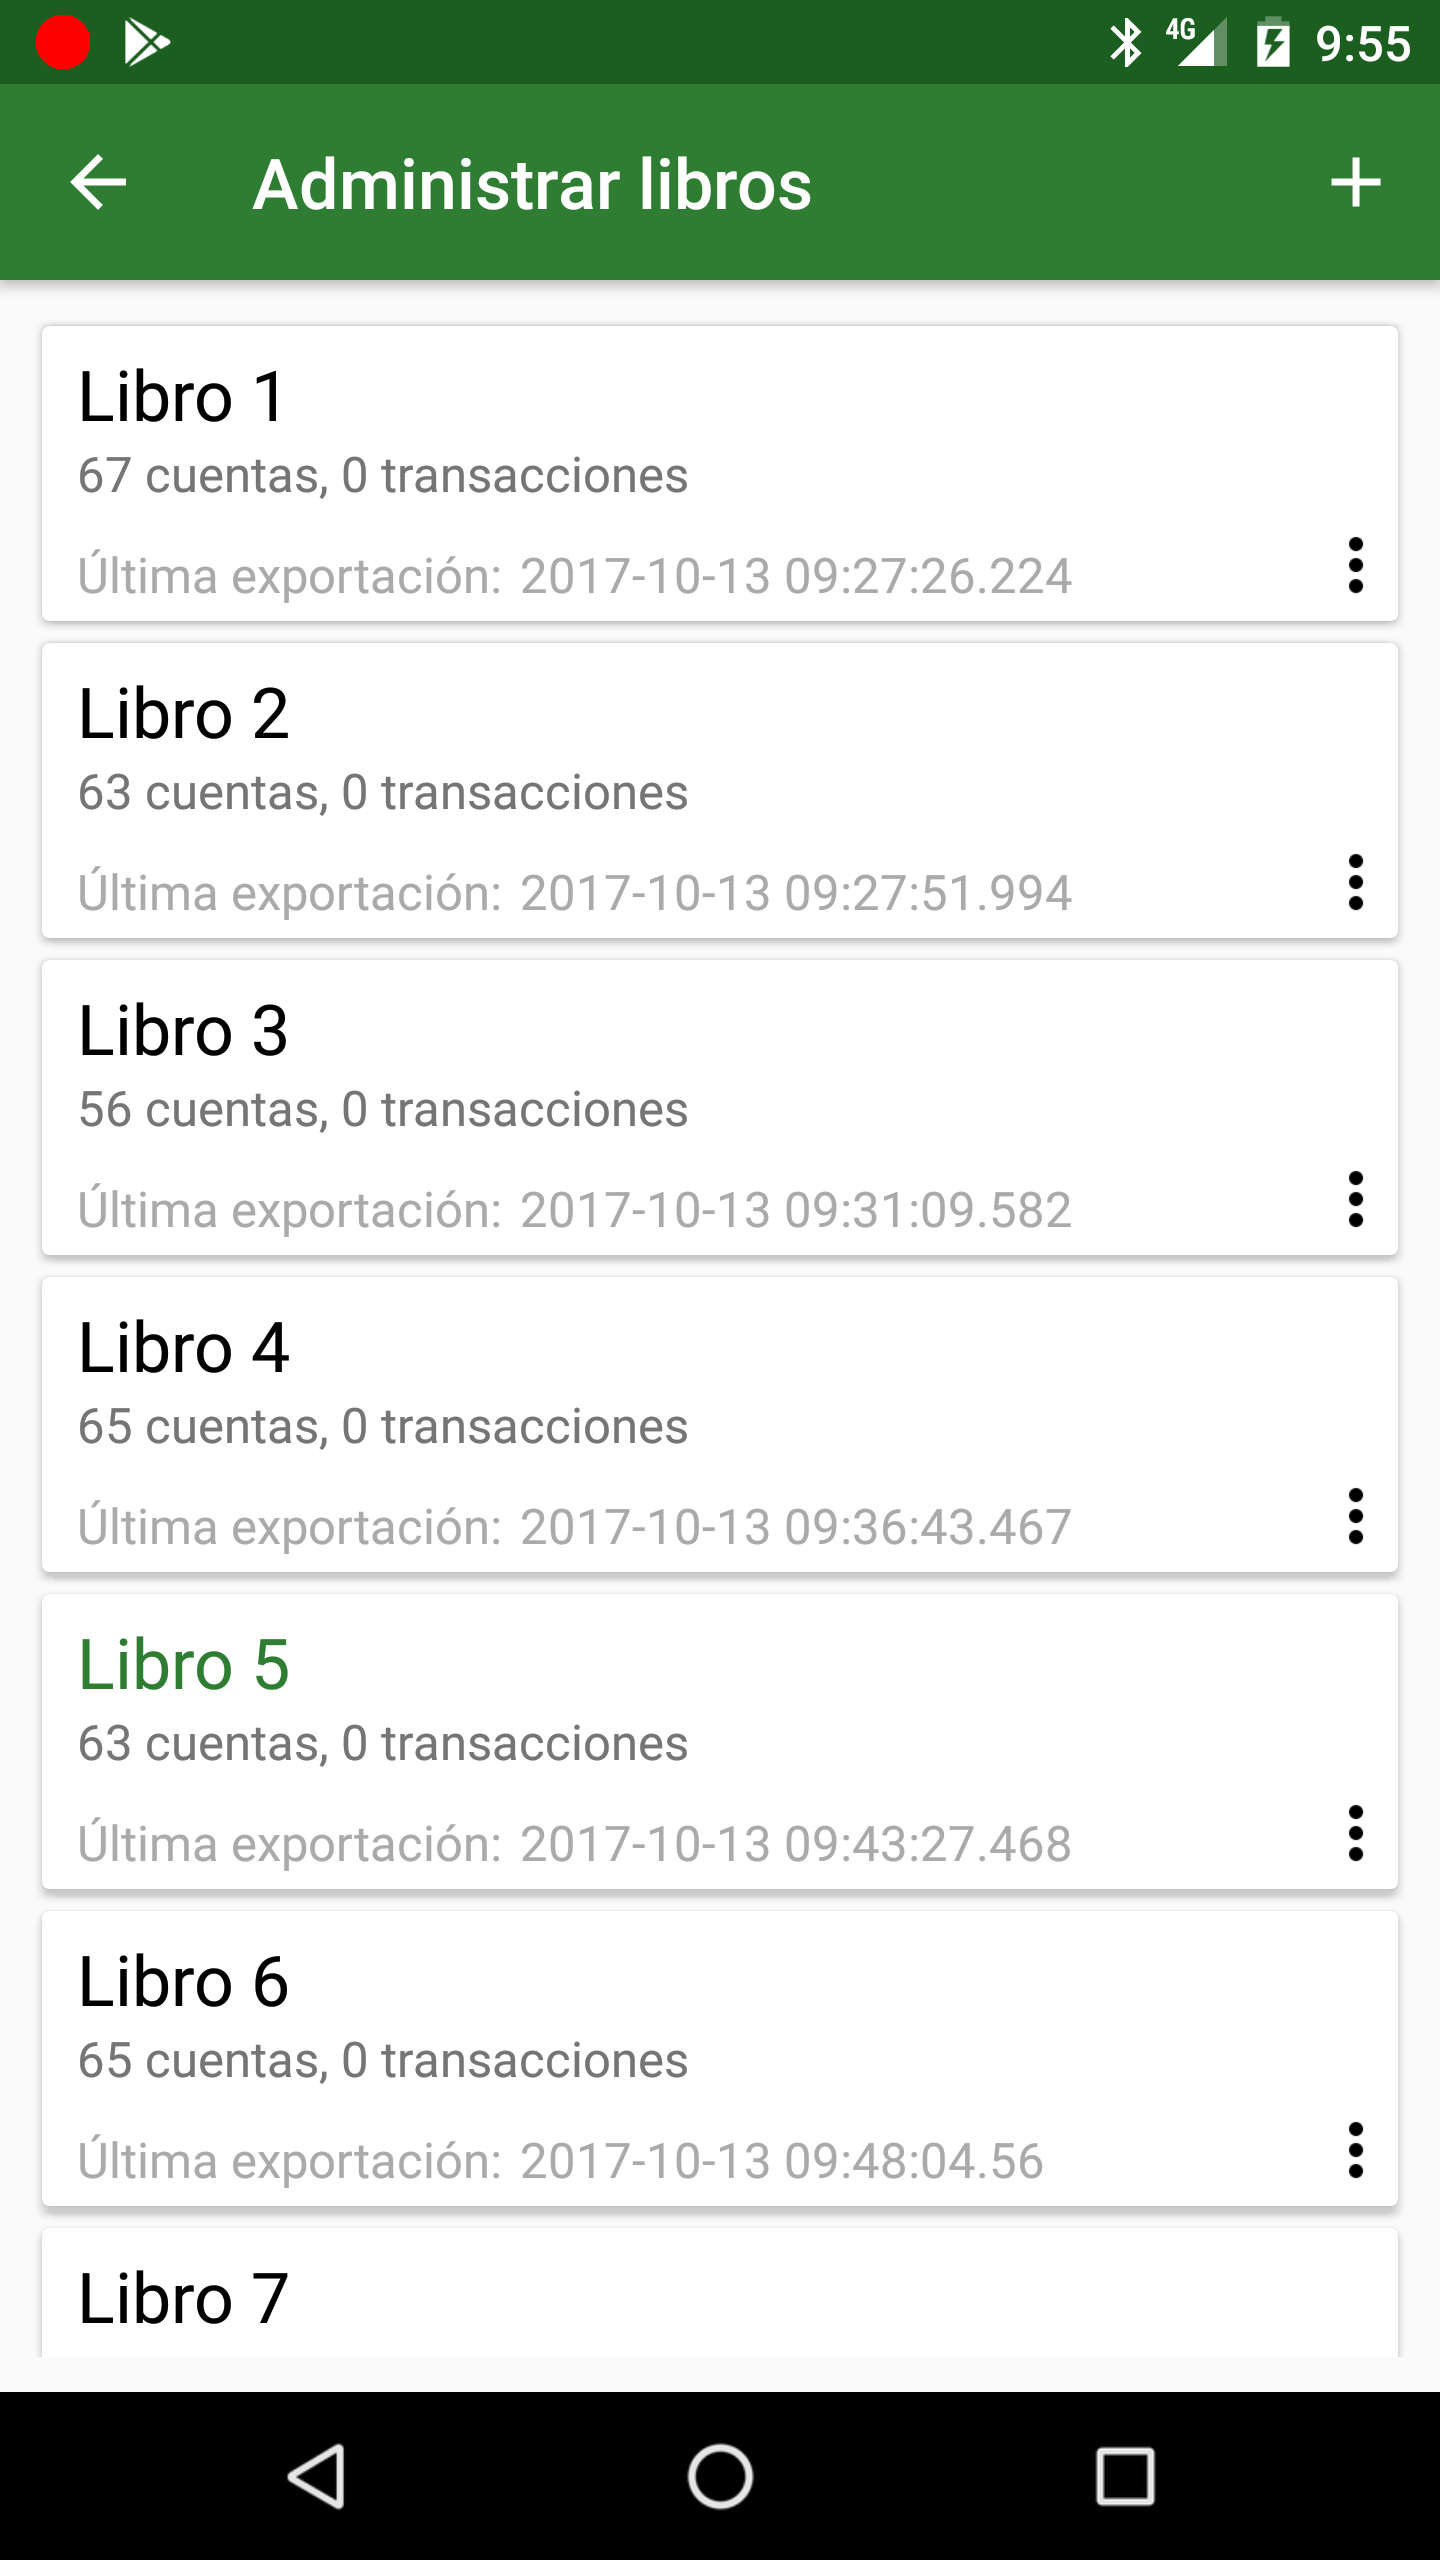 4G 9:55
Administrar libros
Libro 1
67 cuentas, 0 transacciones
Última exportación: 2017-10-13 09:27:26.224
Libro 2
63 cuentas, 0 transacciones
Última exportación: 2017-10-13 09:27:51.994
Libro 3
56 cuentas, 0 transacciones
Última exportación: 2017-10-13 09:31:09.582
Libro 4
65 cuentas, 0 transacciones
Última exportación: 2017-10-13 09:36:43.467
Libro 5
63 cuentas, 0 transacciones
Última exportación: 2017-10-13 09:43:27.468
Libro 6
65 cuentas, 0 transacciones
Última exportación: 2017-10-13 09:48:04.56
Libro 7